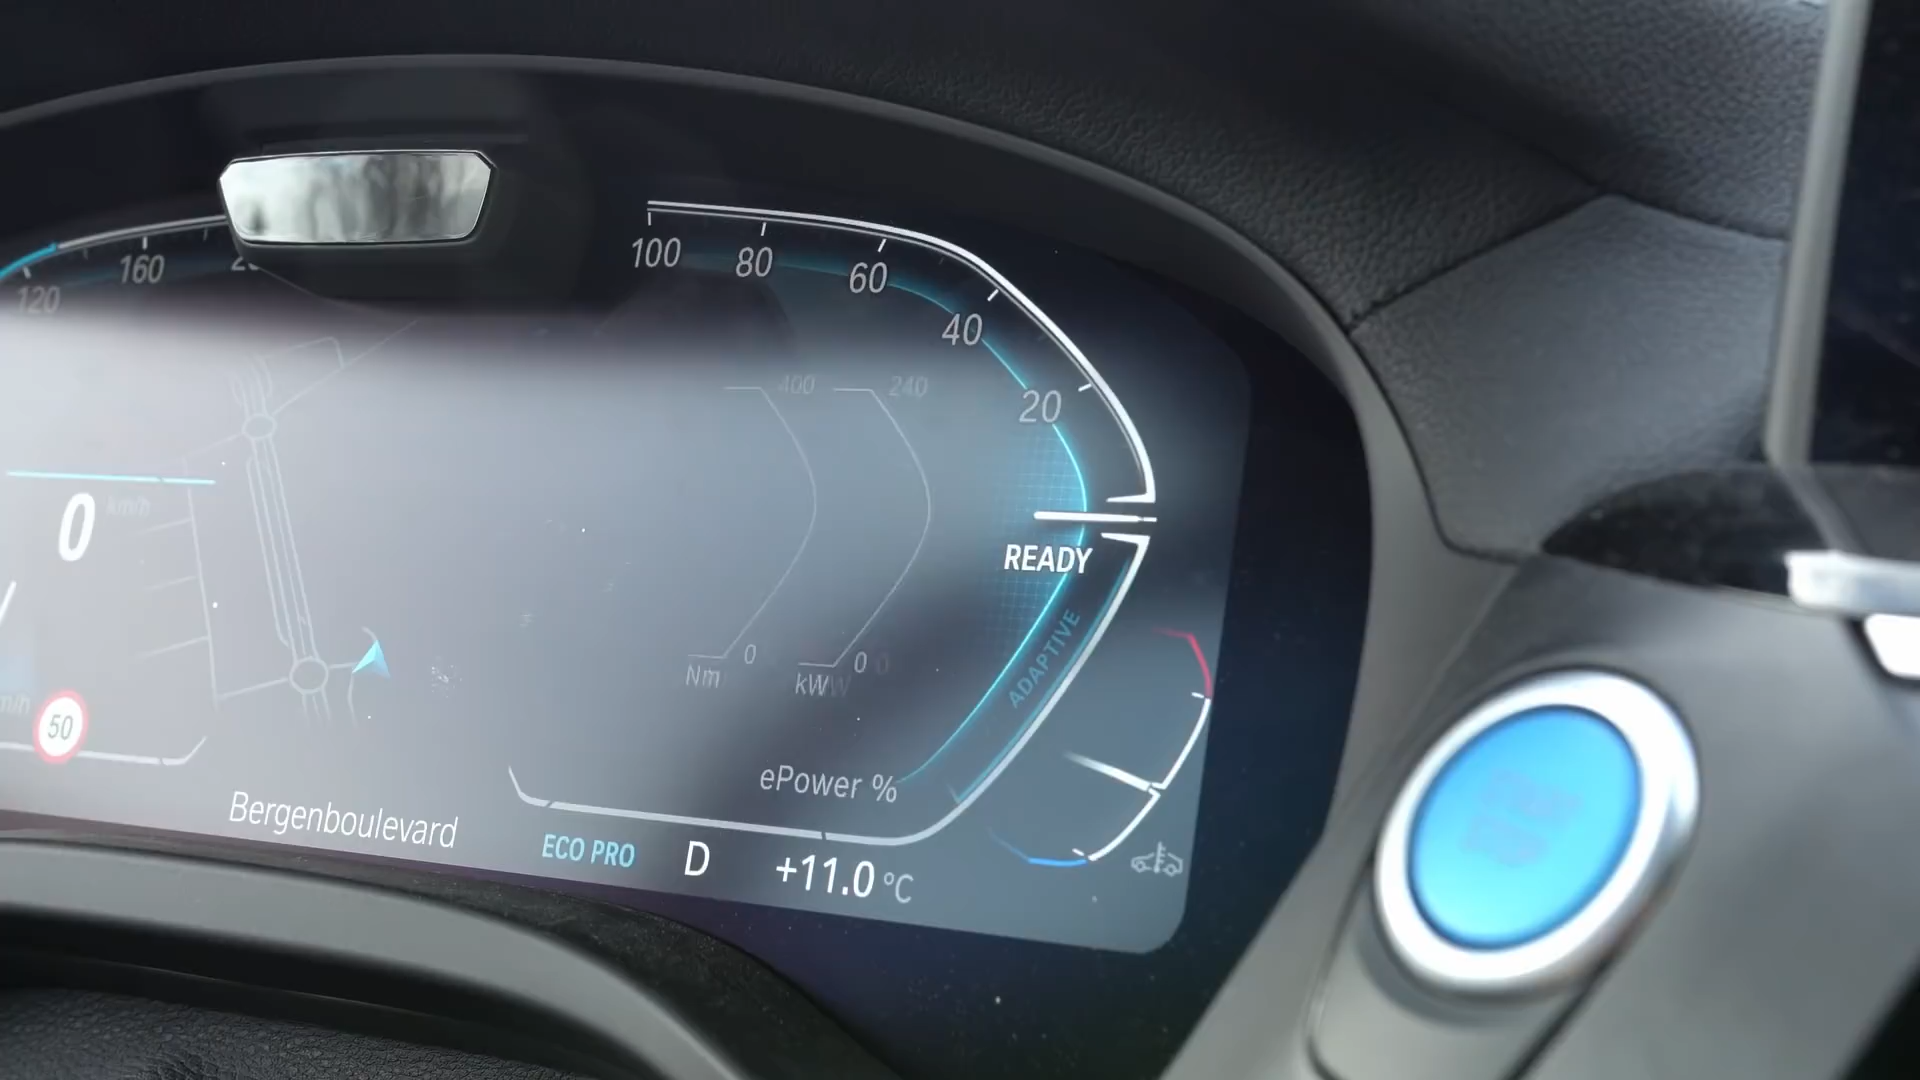 160
120
100
80
60
40
20
400
240
0 km/h
READY
ADAPTIVE
0
Nm
0
kW
50
ePower %
Bergenboulevard
ECO PRO
D
+11.0 °C